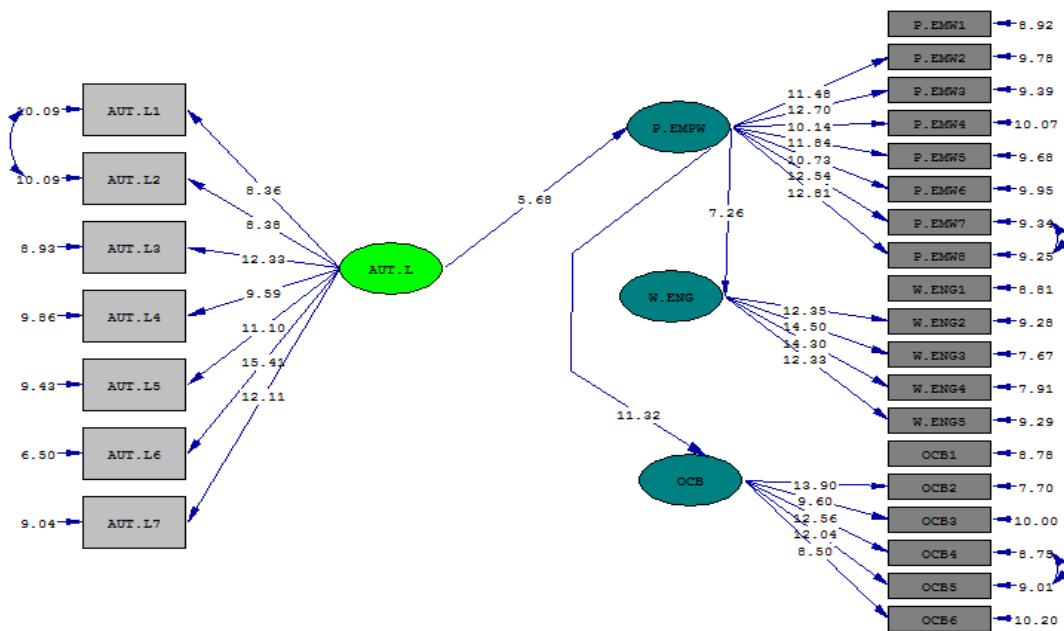 10.09
AUT.L1
10.09
AUT.L2
8.93
AUT.L3
9.86
AUT.L4
9.43
AUT.L5
6.50
AUT.L6
9.04
AUT.L7
8.36
8.38
12.33
9.59
11.10
15.41
12.11
AUT.L
5.68
P.EMPW
7.26
W.ENG
11.32
OCB
11.48
12.70
10.14
11.84
10.73
12.54
12.81
12.35
14.50
14.30
12.33
13.90
9.60
12.56
12.04
8.50
P.EMW1
8.92
P.EMW2
9.78
P.EMW3
9.39
P.EMW4
10.07
P.EMW5
9.68
P.EMW6
9.95
P.EMW7
9.34
P.EMW8
9.25
W.ENG1
8.81
W.ENG2
9.28
W.ENG3
7.67
W.ENG4
7.91
W.ENG5
9.29
OCB1
8.78
OCB2
7.70
OCB3
10.00
OCB4
8.79
OCB5
9.01
OCB6
10.20